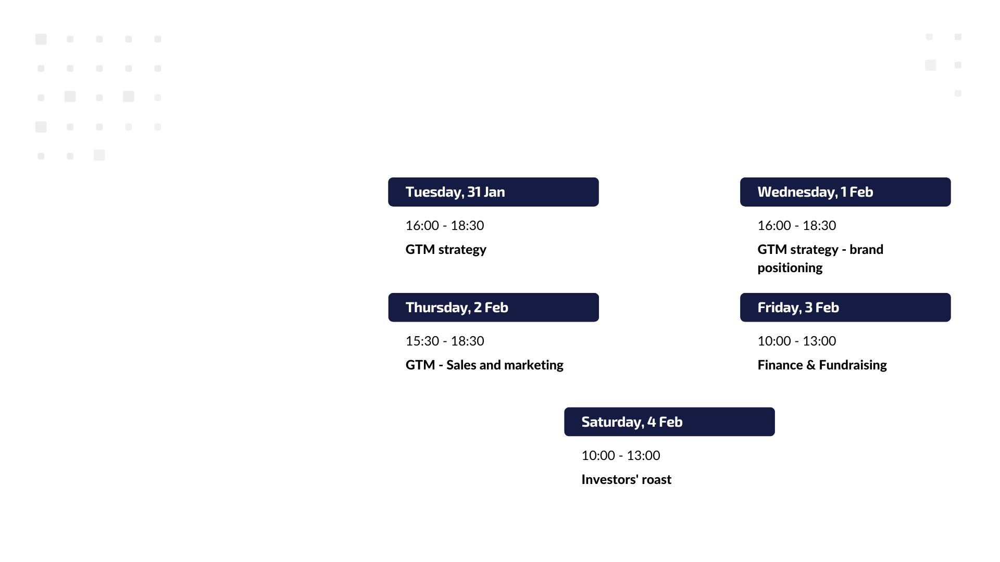 Tuesday, 31 Jan
16:00 - 18:30
GTM strategy
Wednesday, 1 Feb
16:00 - 18:30
GTM strategy - brand
positioning
Thursday, 2 Feb
15:30 - 18:30
GTM - Sales and marketing
Friday, 3 Feb
10:00 - 13:00
Finance & Fundraising
Saturday, 4 Feb
10:00 - 13:00
Investors' roast